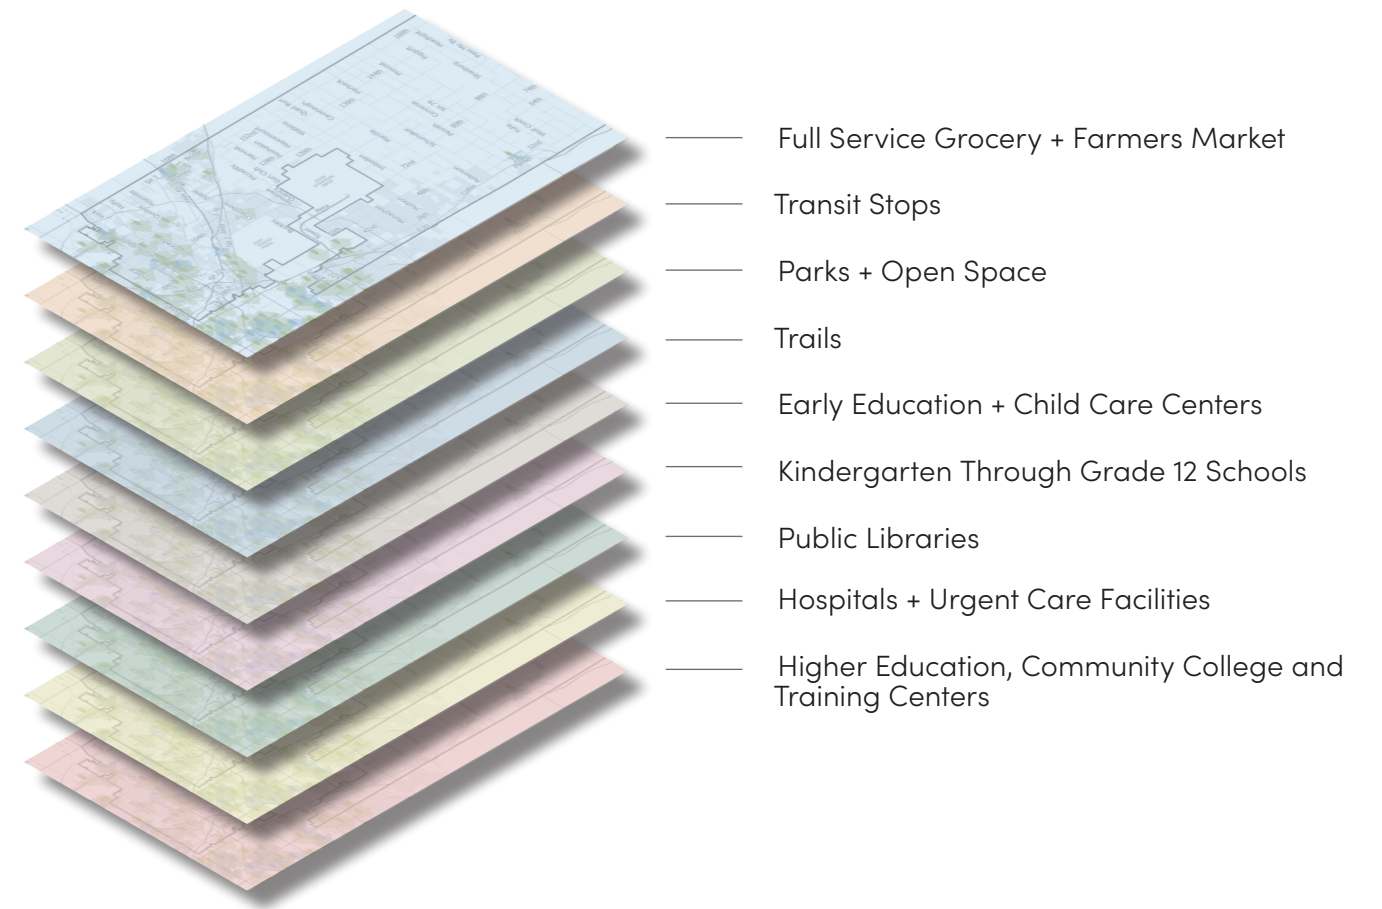 Full Service Grocery + Farmers Market
Transit Stops
Parks + Open Space
Trails
Early Education + Child Care Centers
Kindergarten Through Grade 12 Schools
Public Libraries
Hospitals + Urgent Care Facilities
Higher Education, Community College and
Training Centers